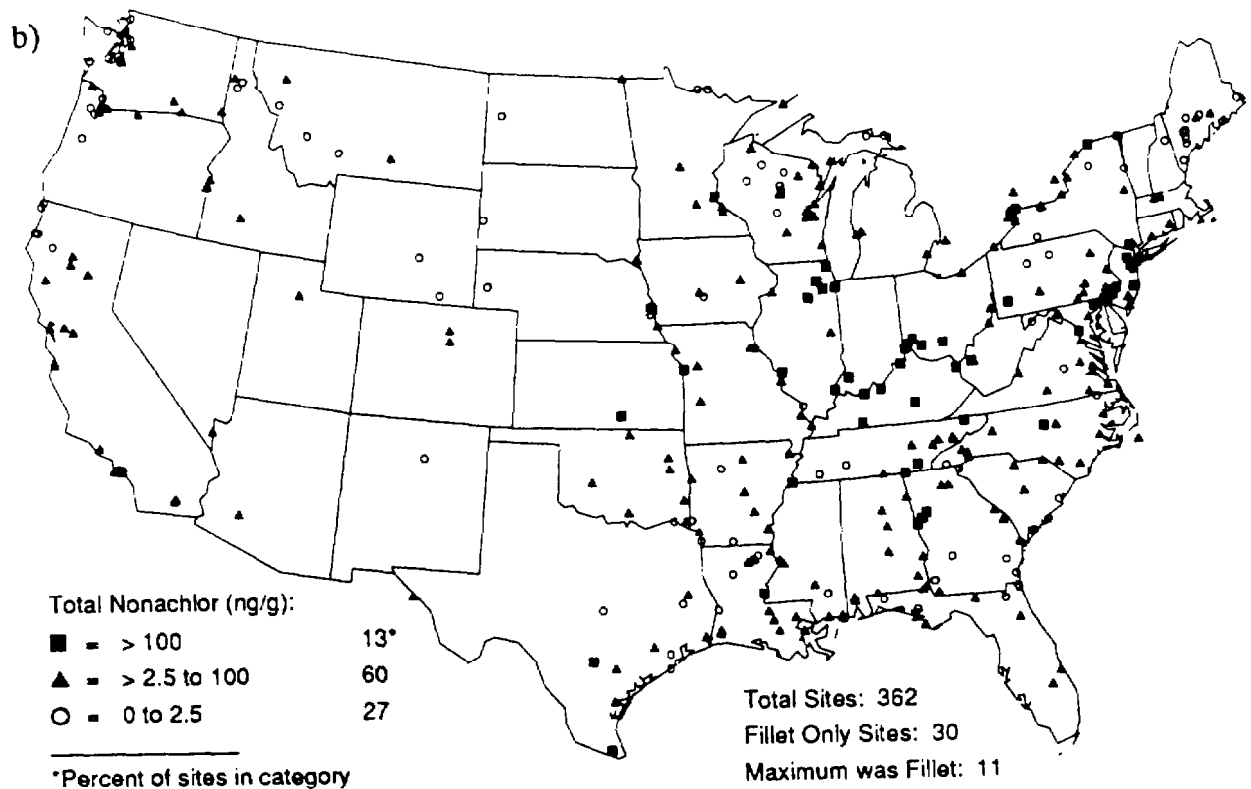 b)
Total Nonachlor (ng/g):
■ = > 100 13*
▲ = > 2.5 to 100 60
○ = 0 to 2.5 27
*Percent of sites in category
Total Sites: 362
Fillet Only Sites: 30
Maximum was Fillet: 11